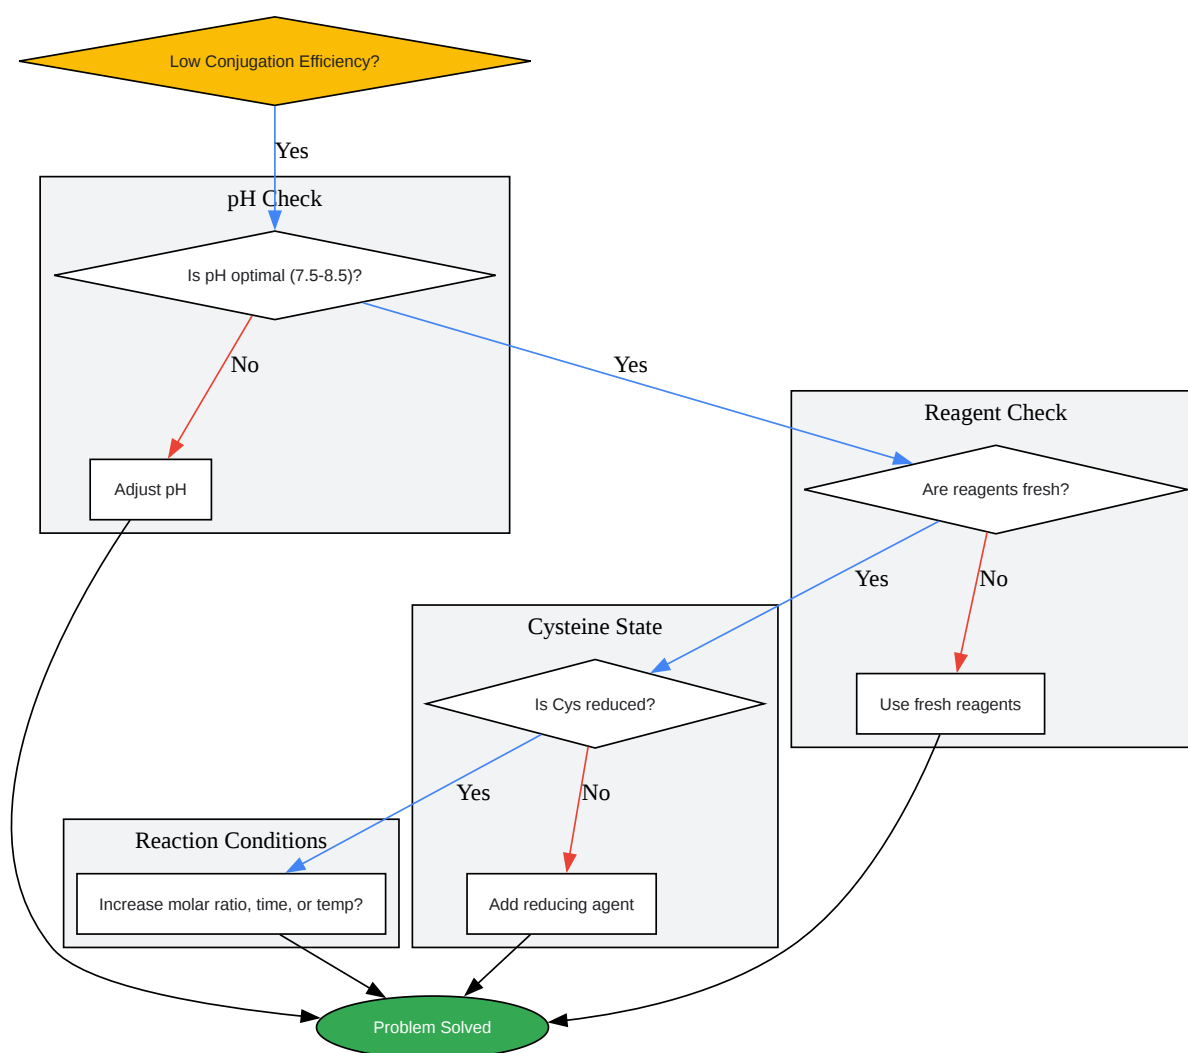 Low Conjugation Efficiency?
Yes
pH Check
Is pH optimal (7.5-8.5)?
No
Yes
Adjust pH
Reagent Check
Are reagents fresh?
Yes
No
Use fresh reagents
Cysteine State
Is Cys reduced?
Yes
No
Add reducing agent
Reaction Conditions
Increase molar ratio, time, or temp?
Problem Solved